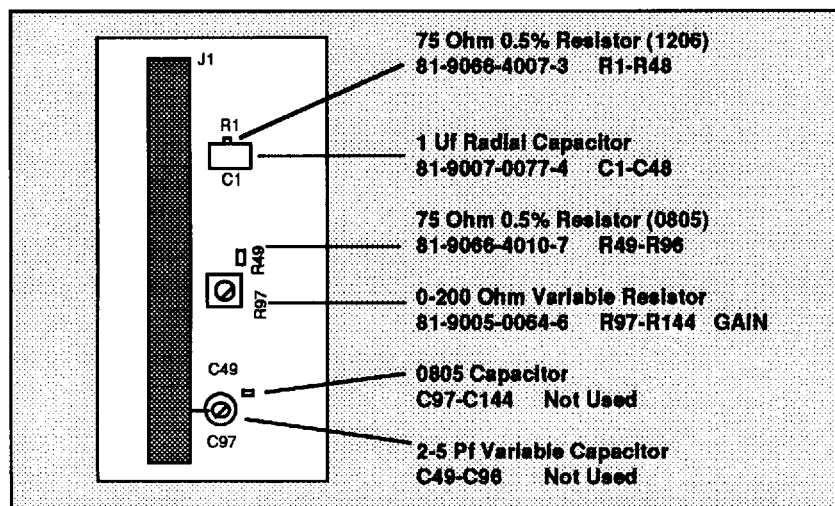 75 Ohm 0.5% Resistor (1206)
81-9066-4007-3 R1-R48
J1
R1
C1
1 Uf Radial Capacitor
81-9007-0077-4 C1-C48
75 Ohm 0.5% Resistor (0805)
81-9066-4010-7 R49-R96
R49
R97
0-200 Ohm Variable Resistor
81-9005-0064-6 R97-R144 GAIN
C49
C97
0805 Capacitor
C97-C144 Not Used
2-5 Pf Variable Capacitor
C49-C96 Not Used